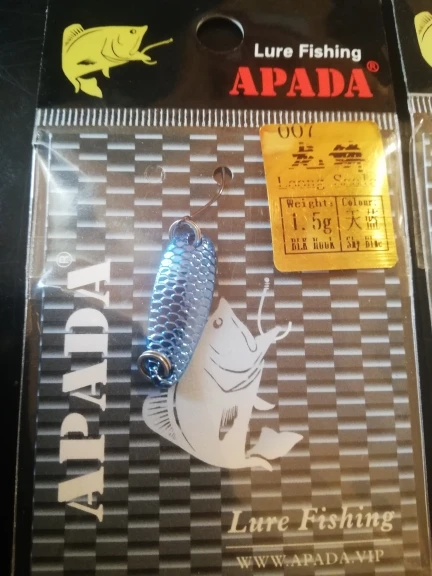 Lure Fishing
APADA®
007
Loong Scale
Weight: Colour:
1.5g 天蓝
BLK Hook Sky Blue
APADA®
Lure Fishing
WWW.APADA.VIP